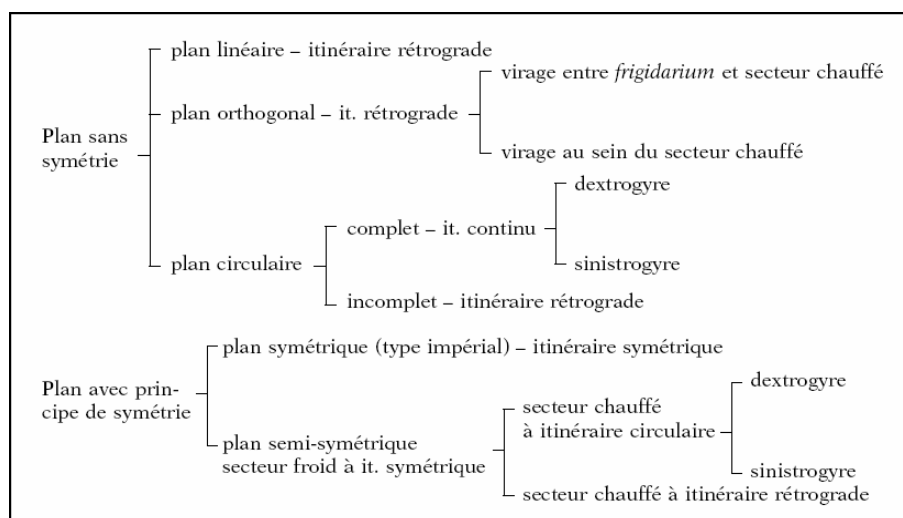 plan linéaire – itinéraire rétrograde
virage entre frigidarium et secteur chauffé
plan orthogonal – it. rétrograde
Plan sans
symétrie
virage au sein du secteur chauffé
dextrogyre
complet – it. continu
plan circulaire
sinistrogyre
incomplet – itinéraire rétrograde
plan symétrique (type impérial) – itinéraire symétrique
Plan avec prin-
cipe de symétrie
dextrogyre
secteur chauffé
à itinéraire circulaire
plan semi-symétrique
secteur froid à it. symétrique
sinistrogyre
secteur chauffé à itinéraire rétrograde